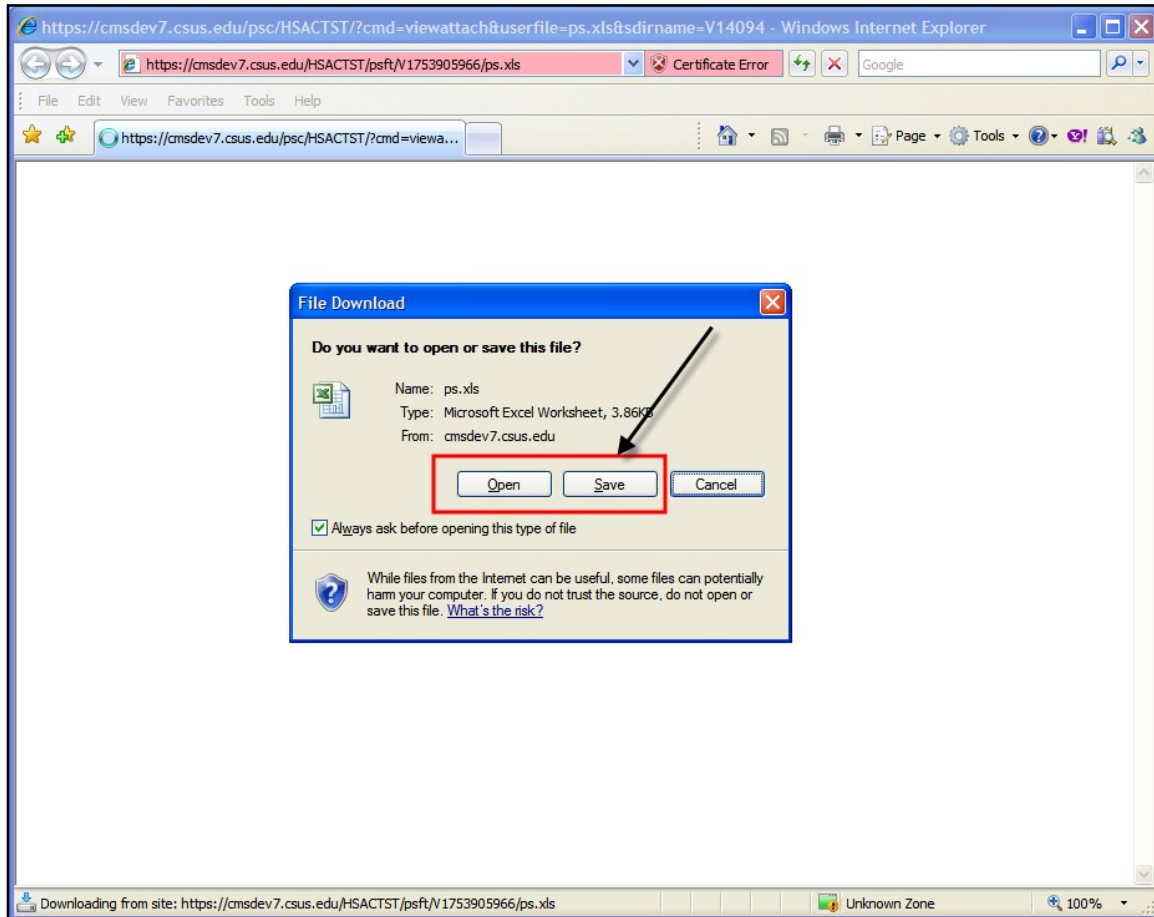 https://cmsdev7.csus.edu/psc/HSACTST/?cmd=viewattach&userfile=ps.xls&sdirname=V14094 - Windows Internet Explorer
https://cmsdev7.csus.edu/HSACTST/psft/V1753905966/ps.xls Certificate Error Google
File Edit View Favorites Tools Help
https://cmsdev7.csus.edu/psc/HSACTST/?cmd=viewa... Page Tools
File Download
Do you want to open or save this file?
Name: ps.xls
Type: Microsoft Excel Worksheet, 3.86KB
From: cmsdev7.csus.edu
Open Save Cancel
Always ask before opening this type of file
While files from the Internet can be useful, some files can potentially
harm your computer. If you do not trust the source, do not open or
save this file. What's the risk?
Downloading from site: https://cmsdev7.csus.edu/HSACTST/psft/V1753905966/ps.xls Unknown Zone 100%